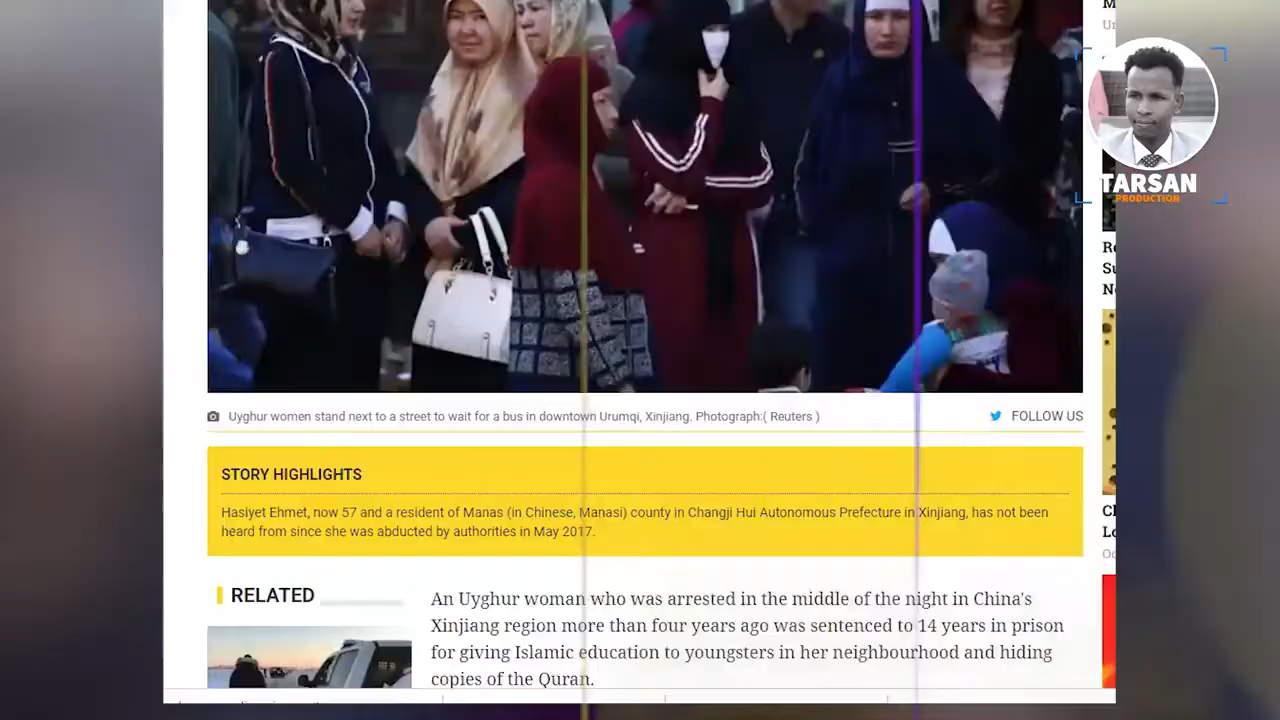 TARSAN
PRODUCTION
Uyghur women stand next to a street to wait for a bus in downtown Urumqi, Xinjiang. Photograph:( Reuters )
FOLLOW US
STORY HIGHLIGHTS
Hasiyet Ehmet, now 57 and a resident of Manas (in Chinese, Manasi) county in Changji Hui Autonomous Prefecture in Xinjiang, has not been
heard from since she was abducted by authorities in May 2017.
RELATED
An Uyghur woman who was arrested in the middle of the night in China's
Xinjiang region more than four years ago was sentenced to 14 years in prison
for giving Islamic education to youngsters in her neighbourhood and hiding
copies of the Quran.